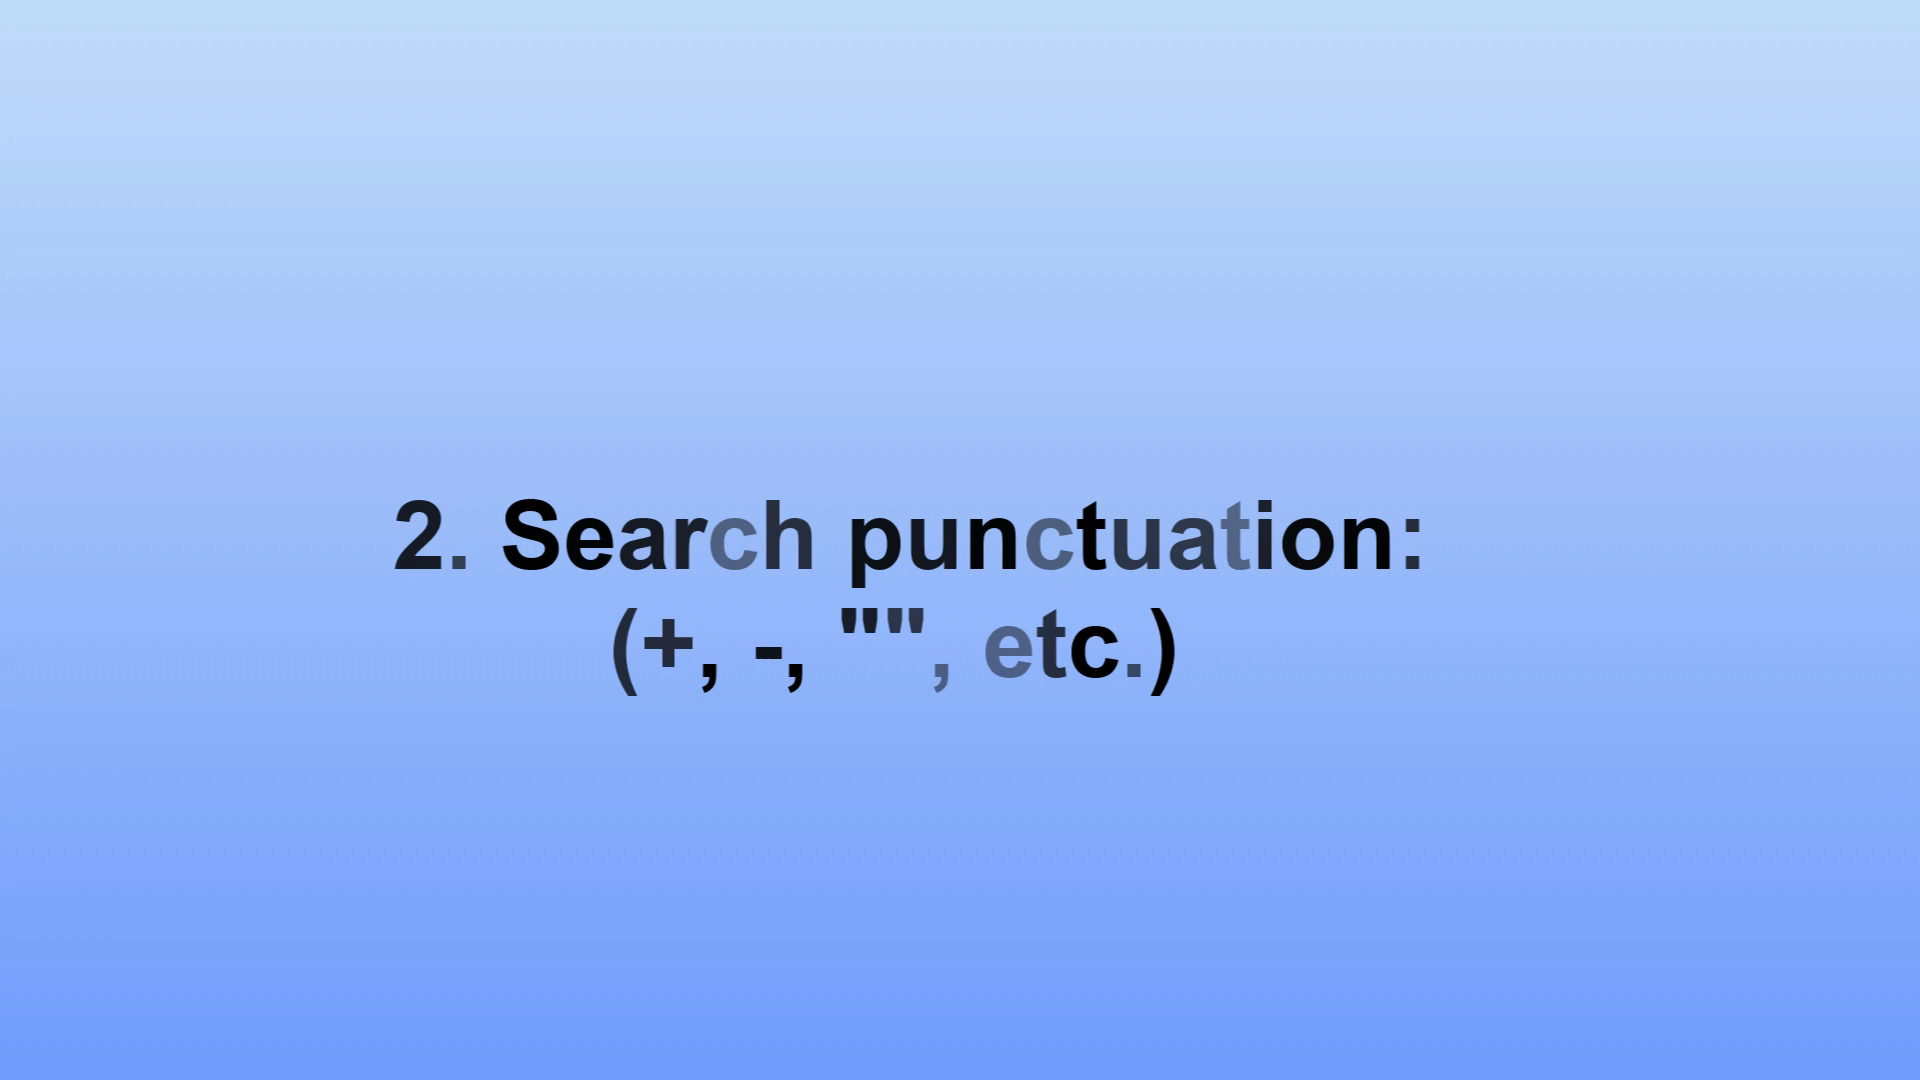 2. Search punctuation:
(+, -, "", etc.)